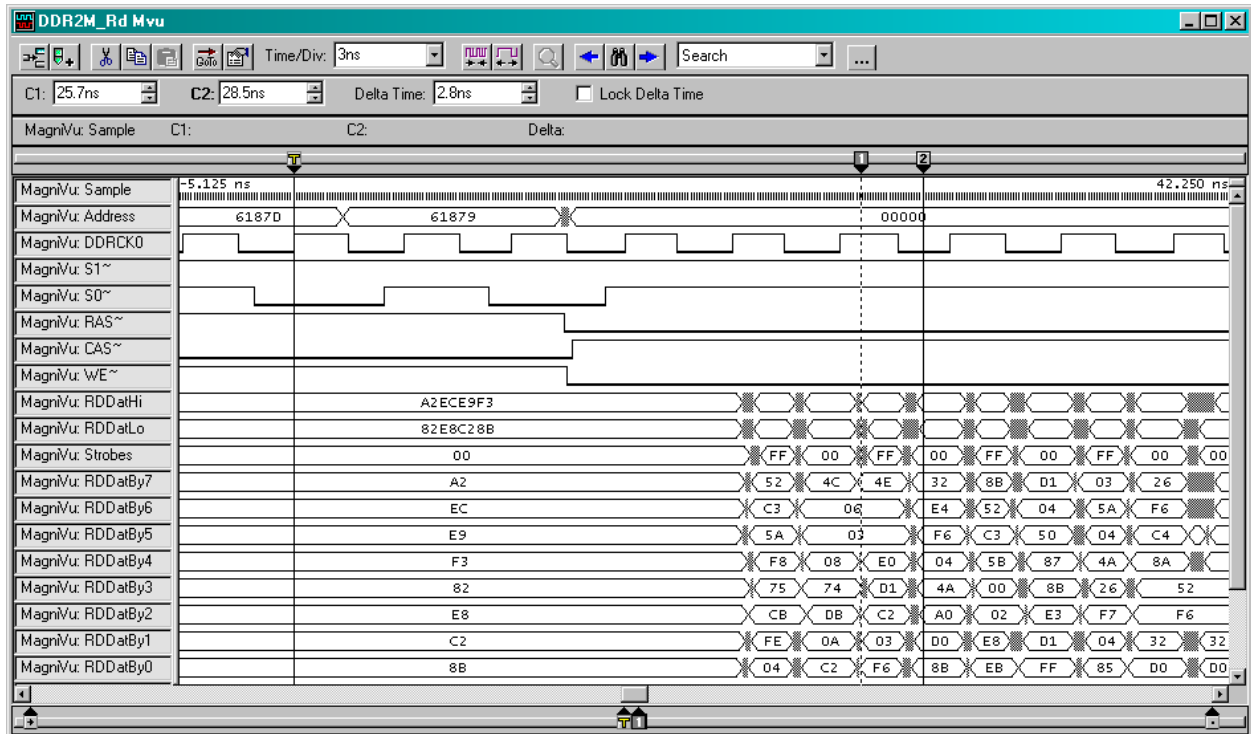 DDR2M_Rd Mvu
GoTo Time/Div: 3ns Search ...
C1: 25.7ns C2: 28.5ns Delta Time: 2.8ns Lock Delta Time
MagniVu: Sample C1: C2: Delta:
T 1 2
MagniVu: Sample -5.125 ns 42.250 ns
MagniVu: Address 6187D 61879 00000
MagniVu: DDRCK0
MagniVu: S1~
MagniVu: S0~
MagniVu: RAS~
MagniVu: CAS~
MagniVu: WE~
MagniVu: RDDatHi A2ECE9F3
MagniVu: RDDatLo 82E8C28B
MagniVu: Strobes 00 FF 00 FF 00 FF 00 FF 00 00
MagniVu: RDDatBy7 A2 52 4C 4E 32 8B D1 03 26
MagniVu: RDDatBy6 EC C3 06 E4 52 04 5A F6
MagniVu: RDDatBy5 E9 5A 03 F6 C3 50 04 C4
MagniVu: RDDatBy4 F3 F8 08 E0 04 5B 87 4A 8A
MagniVu: RDDatBy3 82 75 74 D1 4A 00 8B 26 52
MagniVu: RDDatBy2 E8 CB DB C2 A0 02 E3 F7 F6
MagniVu: RDDatBy1 C2 FE 0A 03 D0 E8 D1 04 32 32
MagniVu: RDDatBy0 8B 04 C2 F6 8B EB FF 85 D0 D0
T 1